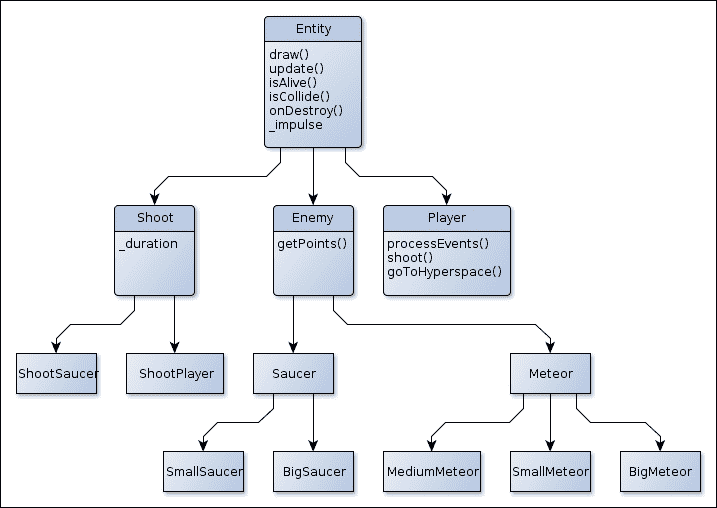 Entity
draw()
update()
isAlive()
isCollide()
onDestroy()
_impulse
Shoot
_duration
Enemy
getPoints()
Player
processEvents()
shoot()
goToHyperspace()
ShootSaucer
ShootPlayer
Saucer
Meteor
SmallSaucer
BigSaucer
MediumMeteor
SmallMeteor
BigMeteor